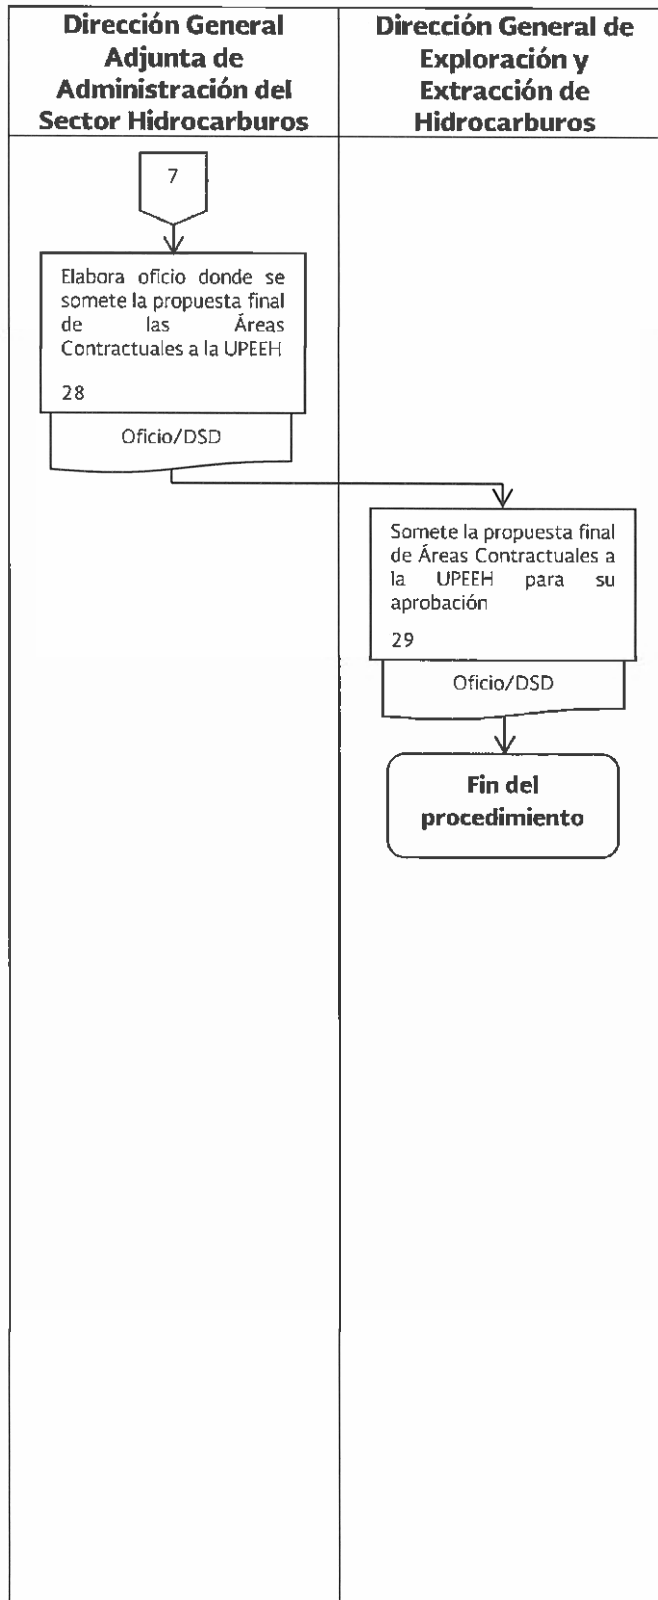 Dirección General
Adjunta de
Administración del
Sector Hidrocarburos
Dirección General de
Exploración y
Extracción de
Hidrocarburos
7
Elabora oficio donde se
somete la propuesta final
de las Áreas
Contractuales a la UPEEH
28
Oficio/DSD
Somete la propuesta final
de Áreas Contractuales a
la UPEEH para su
aprobación
29
Oficio/DSD
Fin del
procedimiento